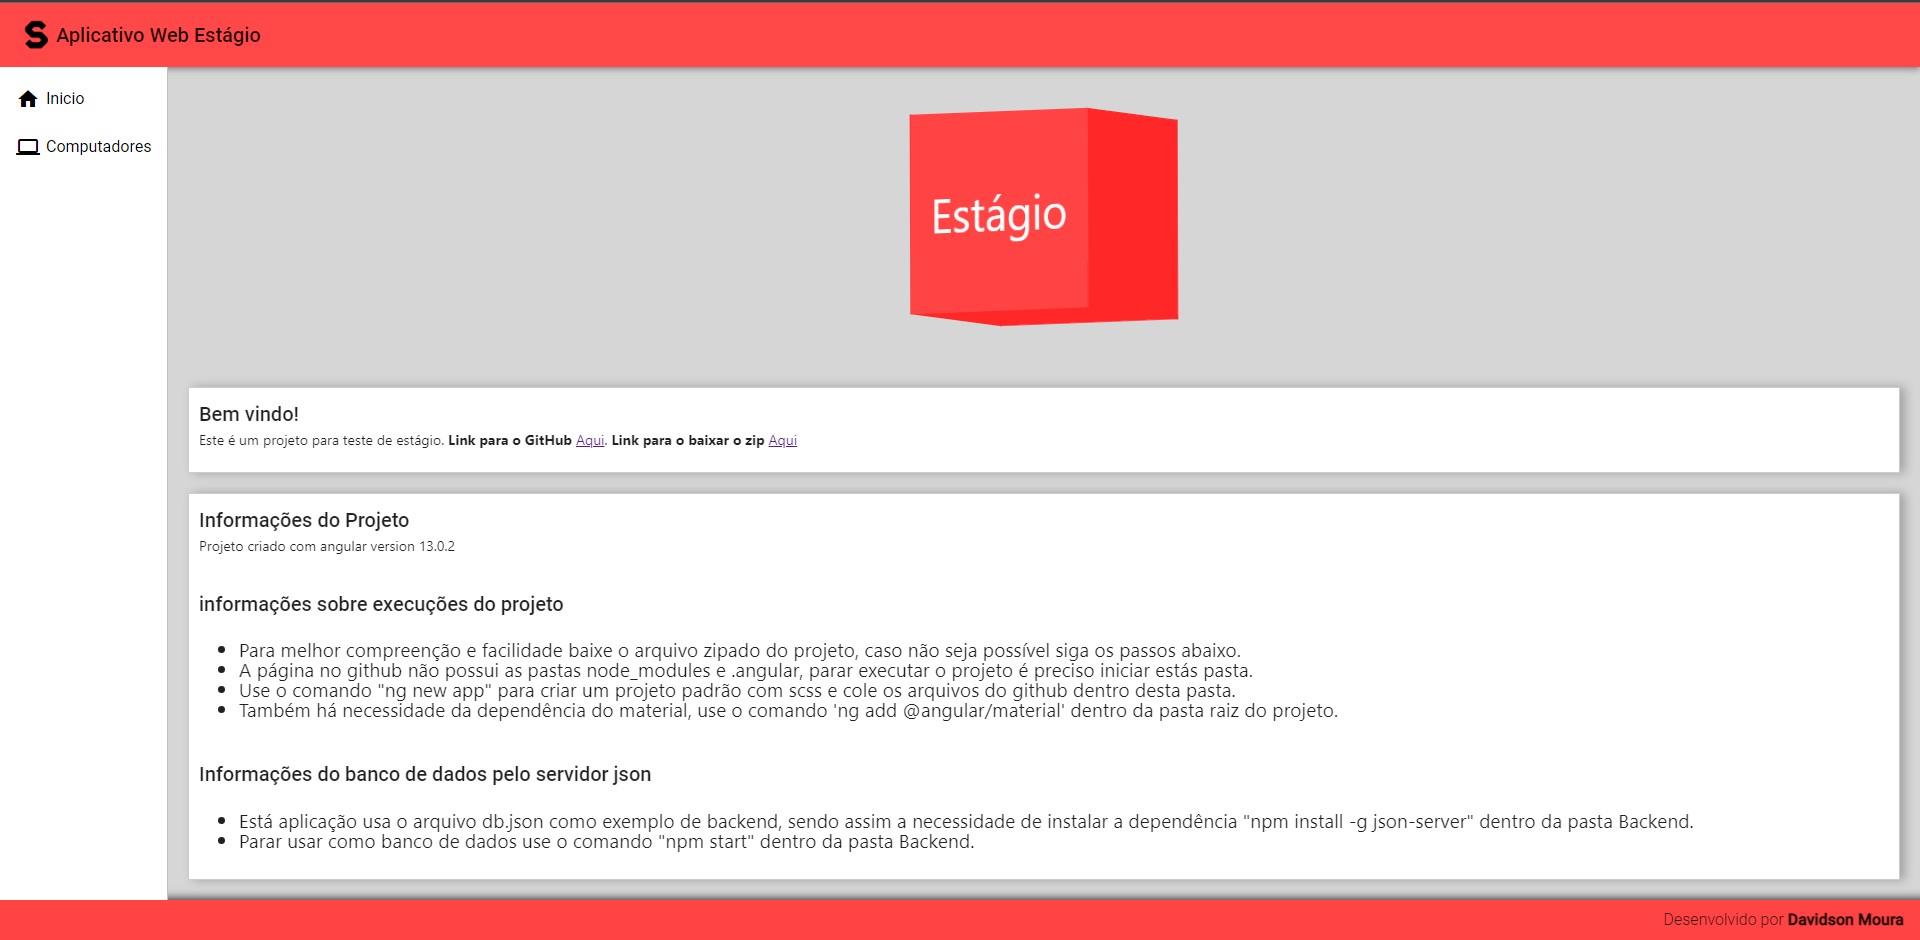 S Aplicativo Web Estágio
Inicio
Computadores
Estágio
Bem vindo!
Este é um projeto para teste de estágio. Link para o GitHub Aqui. Link para o baixar o zip Aqui
Informações do Projeto
Projeto criado com angular version 13.0.2
informações sobre execuções do projeto
Para melhor compreenção e facilidade baixe o arquivo zipado do projeto, caso não seja possível siga os passos abaixo.
A página no github não possui as pastas node_modules e .angular, parar executar o projeto é preciso iniciar estás pasta.
Use o comando "ng new app" para criar um projeto padrão com scss e cole os arquivos do github dentro desta pasta.
Também há necessidade da dependência do material, use o comando 'ng add @angular/material' dentro da pasta raiz do projeto.
Informações do banco de dados pelo servidor json
Está aplicação usa o arquivo db.json como exemplo de backend, sendo assim a necessidade de instalar a dependência "npm install -g json-server" dentro da pasta Backend.
Parar usar como banco de dados use o comando "npm start" dentro da pasta Backend.
Desenvolvido por Davidson Moura